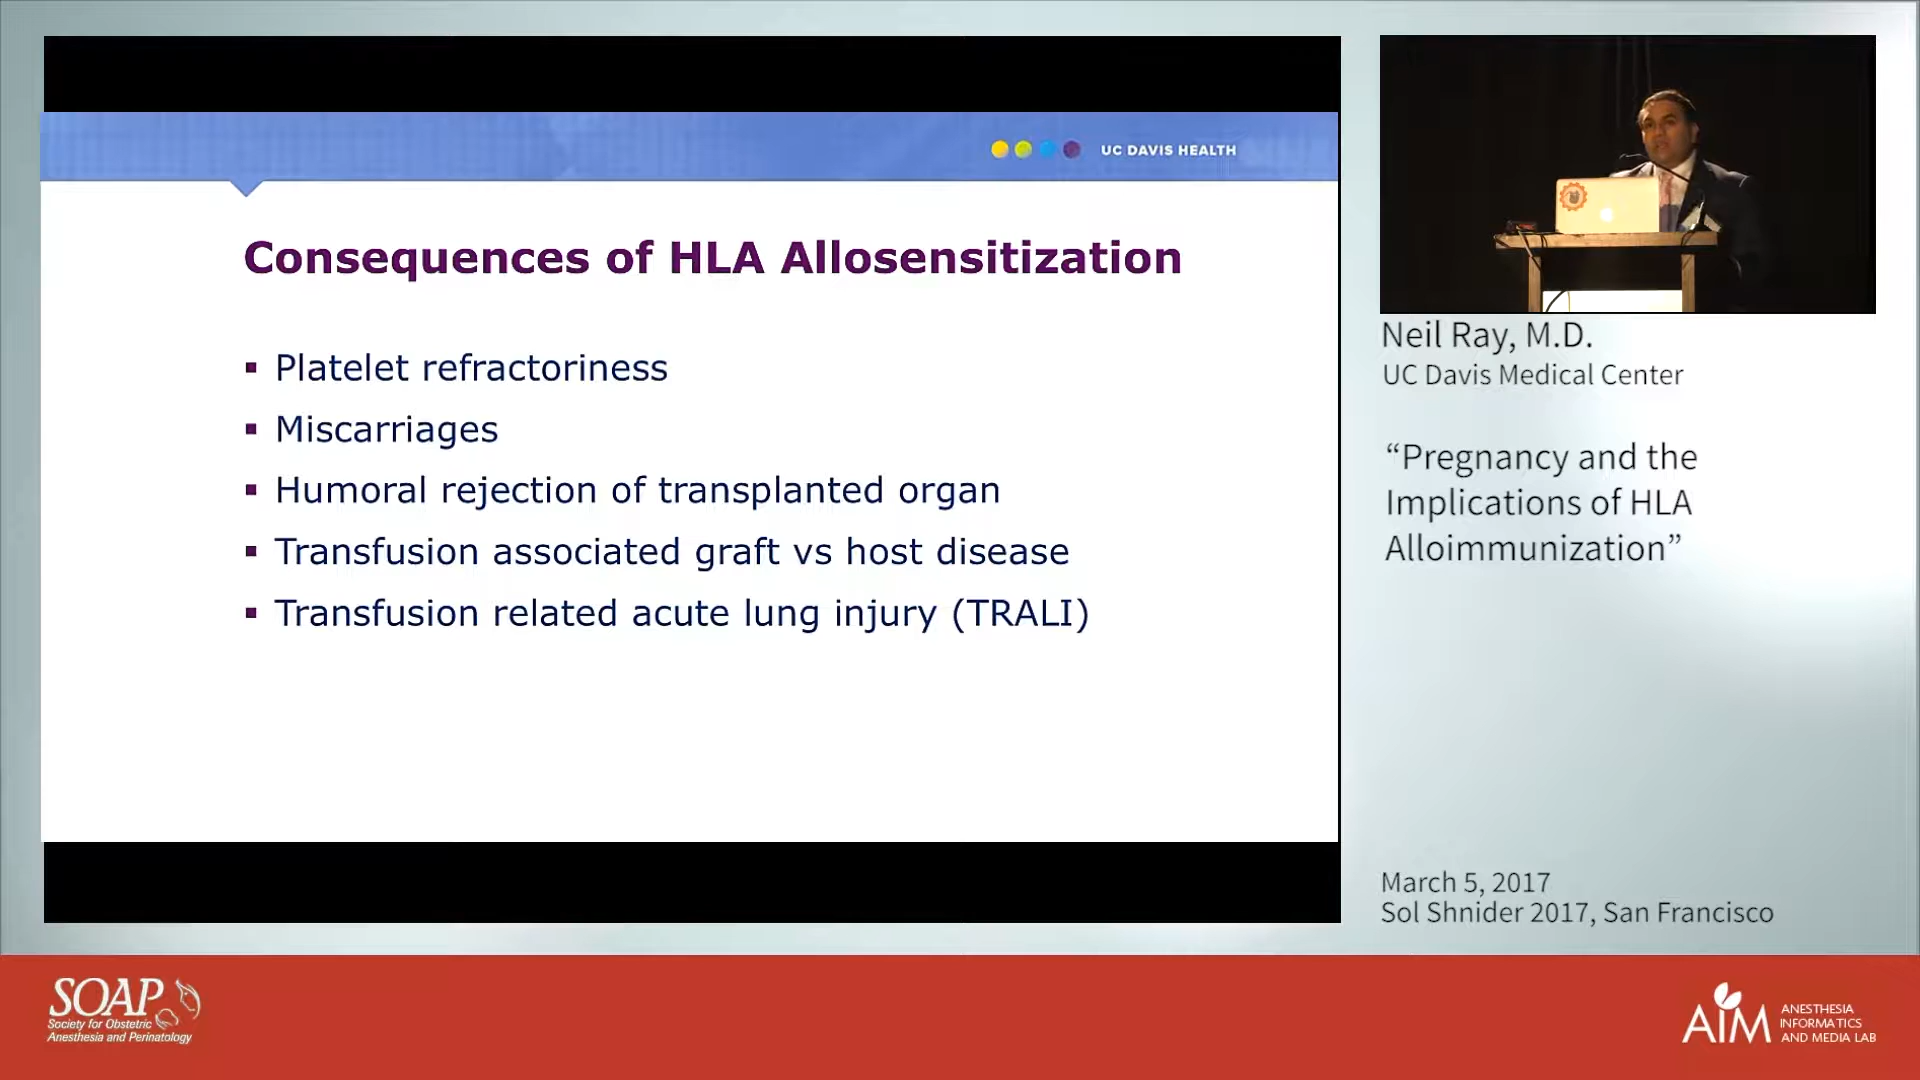 UC DAVIS HEALTH
Consequences of HLA Allosensitization
▪ Platelet refractoriness
▪ Miscarriages
▪ Humoral rejection of transplanted organ
▪ Transfusion associated graft vs host disease
▪ Transfusion related acute lung injury (TRALI)
Neil Ray, M.D.
UC Davis Medical Center
“Pregnancy and the
Implications of HLA
Alloimmunization”
March 5, 2017
Sol Shnider 2017, San Francisco
SOAP
Society for Obstetric
Anesthesia and Perinatology
AIM
ANESTHESIA
INFORMATICS
AND MEDIA LAB